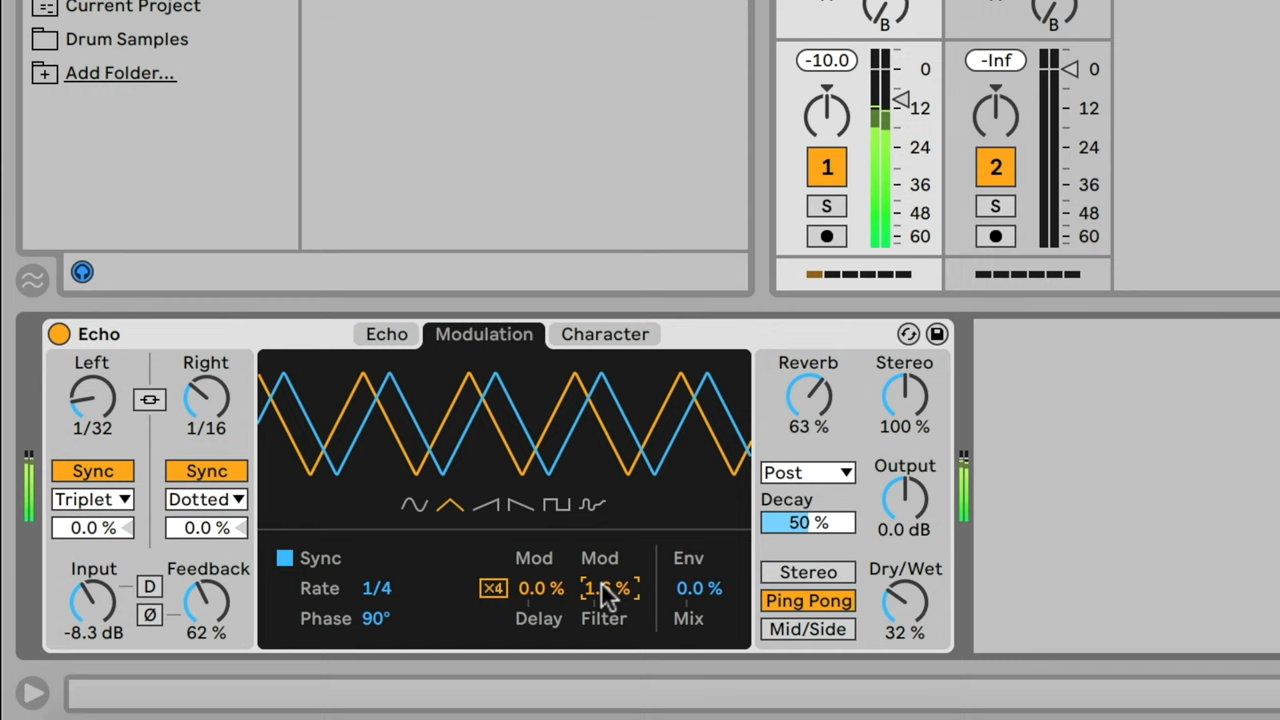 Current Project
Drum Samples
Add Folder...
B
B
-10.0
0
12
24
36
48
60
1
S
-Inf
0
12
24
36
48
60
2
S
Echo
Echo Modulation Character
Left
1/32
Right
1/16
Sync
Sync
Triplet
Dotted
0.0 %
0.0 %
Input
-8.3 dB
D
Ø
Feedback
62 %
Sync
Rate 1/4
Phase 90°
x4
Mod
0.0 %
Delay
Mod
Filter
Env
0.0 %
Mix
Reverb
63 %
Stereo
100 %
Post
Decay
50 %
Output
0.0 dB
Stereo
Ping Pong
Mid/Side
Dry/Wet
32 %